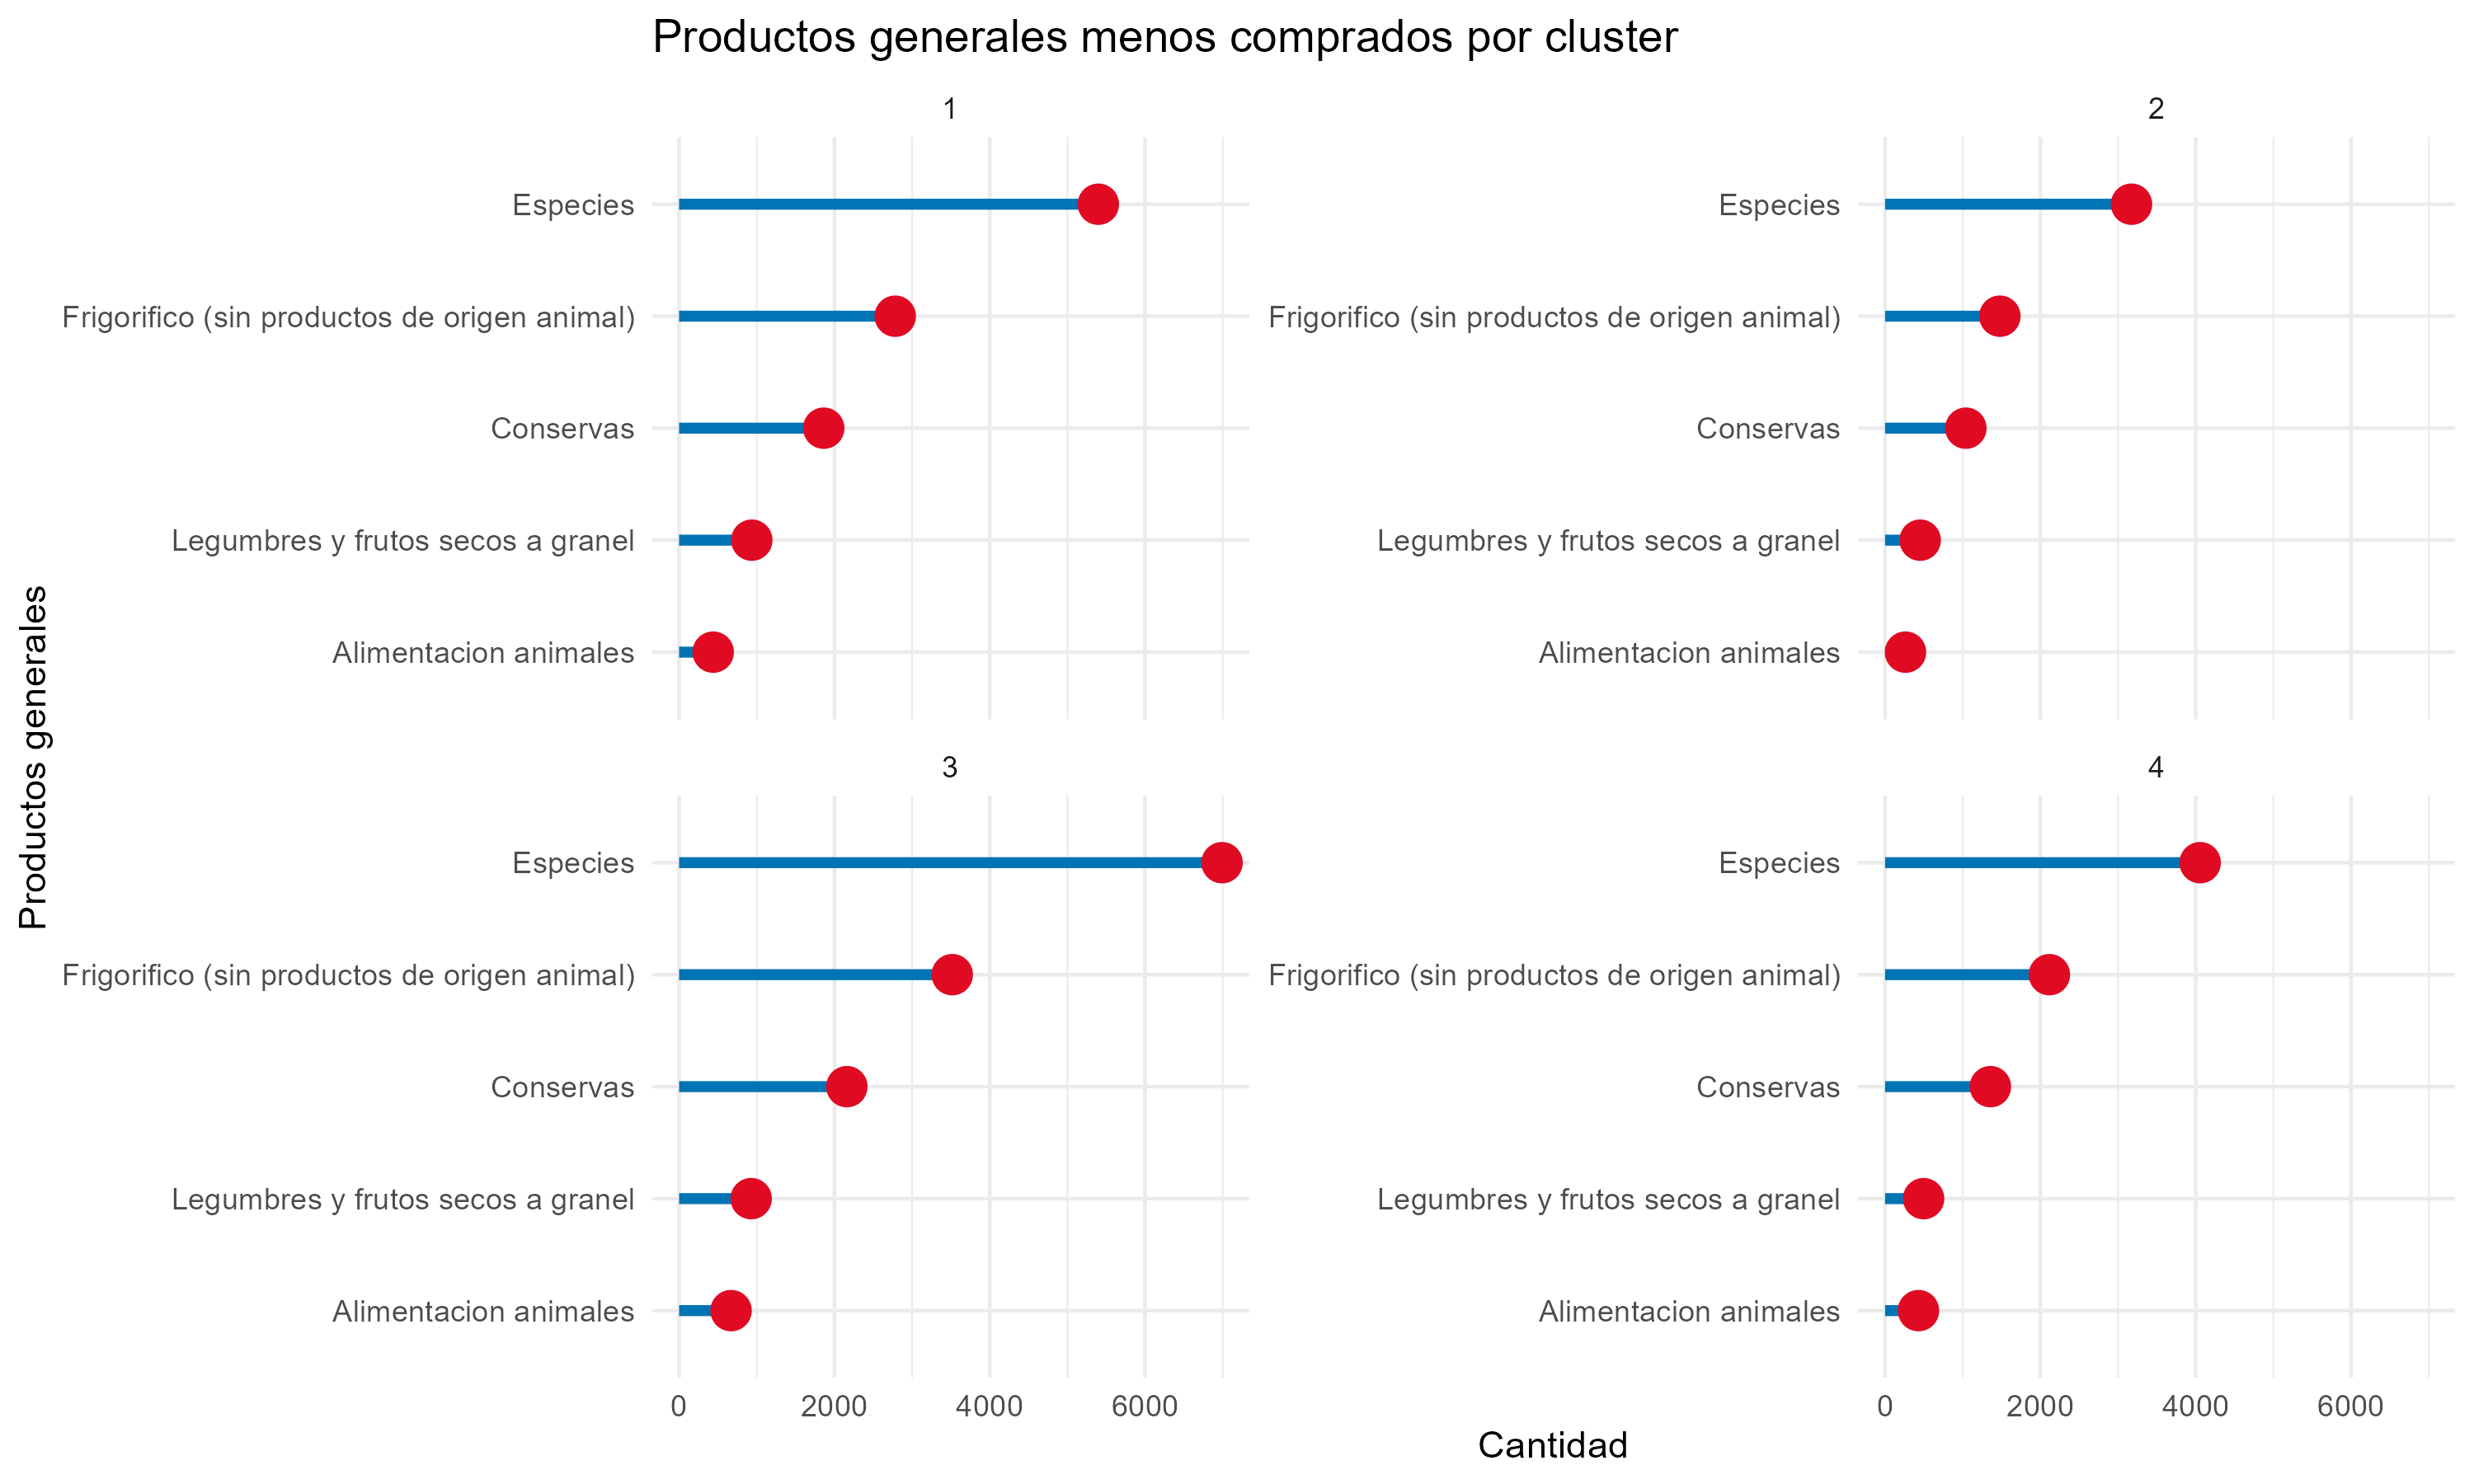 Productos generales menos comprados por cluster
1
2
Especies
Frigorifico (sin productos de origen animal)
Conservas
Legumbres y frutos secos a granel
Alimentacion animales
Especies
Frigorifico (sin productos de origen animal)
Conservas
Legumbres y frutos secos a granel
Alimentacion animales
Productos generales
3
4
Especies
Frigorifico (sin productos de origen animal)
Conservas
Legumbres y frutos secos a granel
Alimentacion animales
Especies
Frigorifico (sin productos de origen animal)
Conservas
Legumbres y frutos secos a granel
Alimentacion animales
0 2000 4000 6000
0 2000 4000 6000
Cantidad